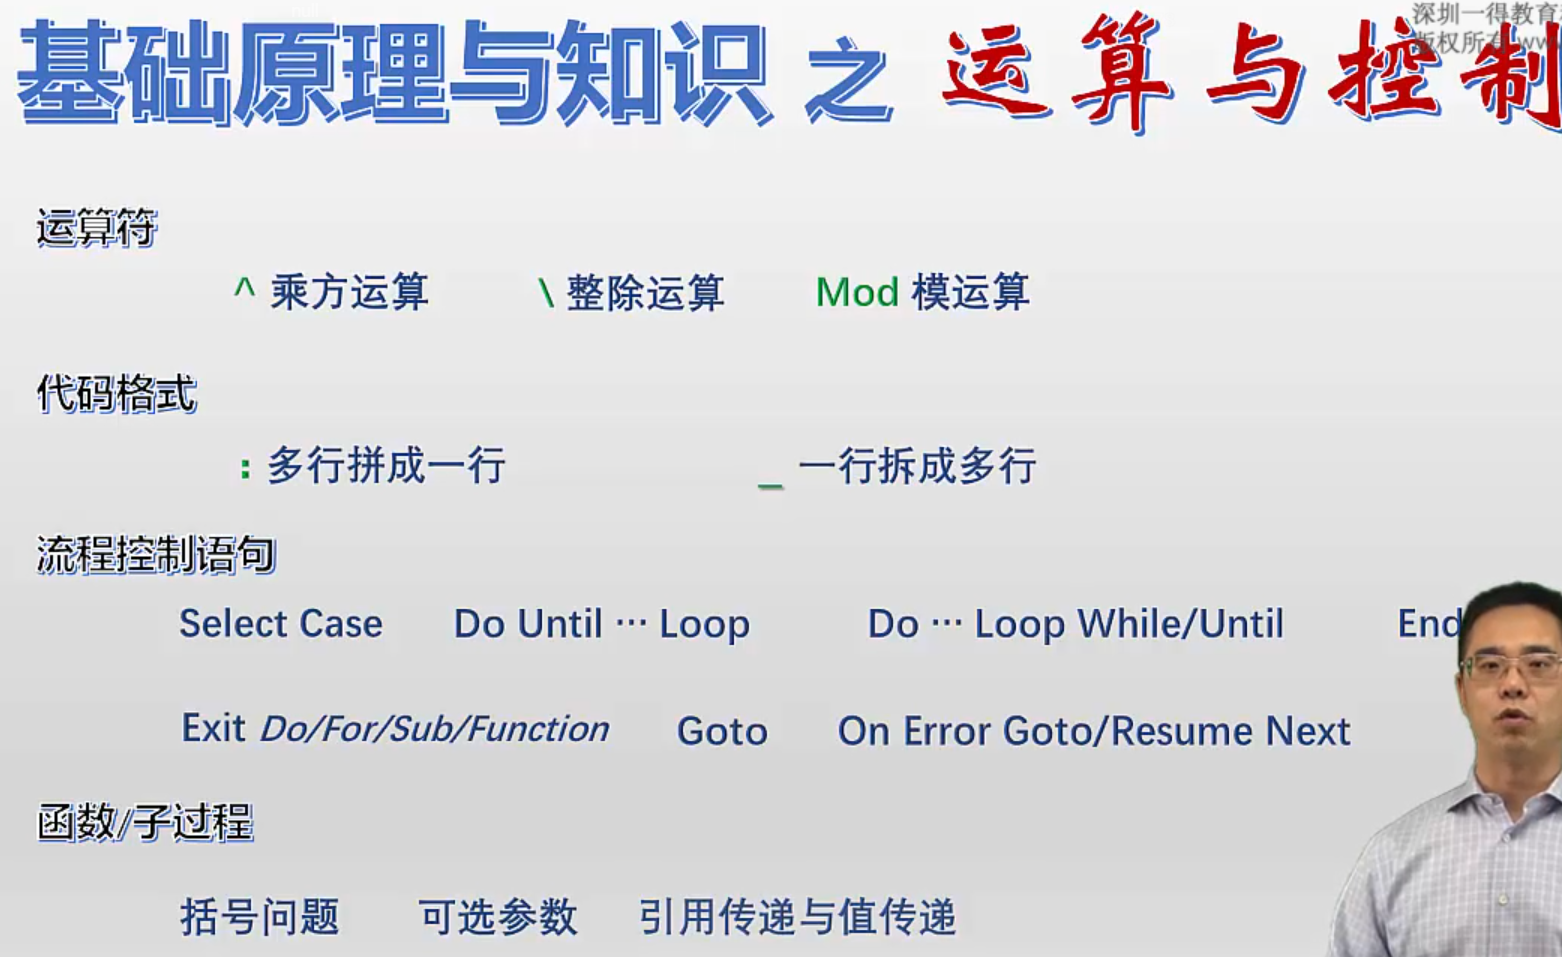 深圳一得教育
版权所有 ww
基础原理与知识 之 运算与控制
运算符
^ 乘方运算 \ 整除运算 Mod 模运算
代码格式
: 多行拼成一行 _ 一行拆成多行
流程控制语句
Select Case Do Until … Loop Do … Loop While/Until End
Exit Do/For/Sub/Function Goto On Error Goto/Resume Next
函数/子过程
括号问题 可选参数 引用传递与值传递